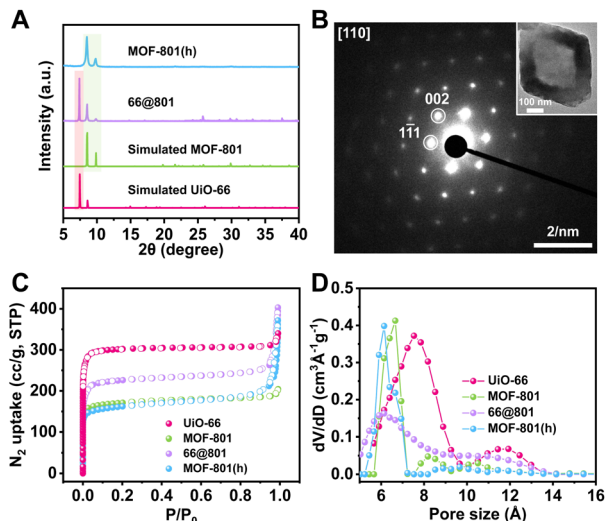 A
MOF-801(h)
66@801
Simulated MOF-801
Simulated UiO-66
Intensity (a.u.)
5 10 15 20 25 30 35 40
2θ (degree)
B
[110]
100 nm
002
11̄1
2/nm
C
400
300
200
100
0
N₂ uptake (cc/g, STP)
UiO-66
MOF-801
66@801
MOF-801(h)
0.0 0.2 0.4 0.6 0.8 1.0
P/P₀
D
0.5
0.4
0.3
0.2
0.1
0.0
dV/dD (cm³Å⁻¹g⁻¹)
UiO-66
MOF-801
66@801
MOF-801(h)
6 8 10 12 14 16
Pore size (Å)